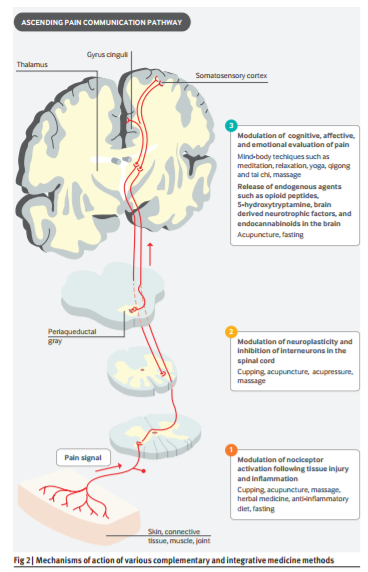 ASCENDING PAIN COMMUNICATION PATHWAY
Gyrus cinguli
Thalamus
Somatosensory cortex
3
Modulation of cognitive, affective,
and emotional evaluation of pain
Mind-body techiques such as
meditation, relaxation, yoga, qigong
and tai chi, massage
Release of endogenous agents
such as opioid peptides,
5-hydroxytryptamine, brain
derived neurotrophic factors, and
endocannabinoids in the brain
Acupuncture, fasting
Periaqueductal
gray
2
Modulation of neuroplasticity and
inhibition of interneurons in the
spinal cord
Cupping, acupuncture, acupressure,
massage
Pain signal
1
Modulation of nociceptor
activation following tissue injury
and inflammation
Cupping, acupuncture, massage,
herbal medicine, anti-inflammatory
diet, fasting
Skin, connective
tissue, muscle, joint
Fig 2| Mechanisms of action of various complementary and integrative medicine methods